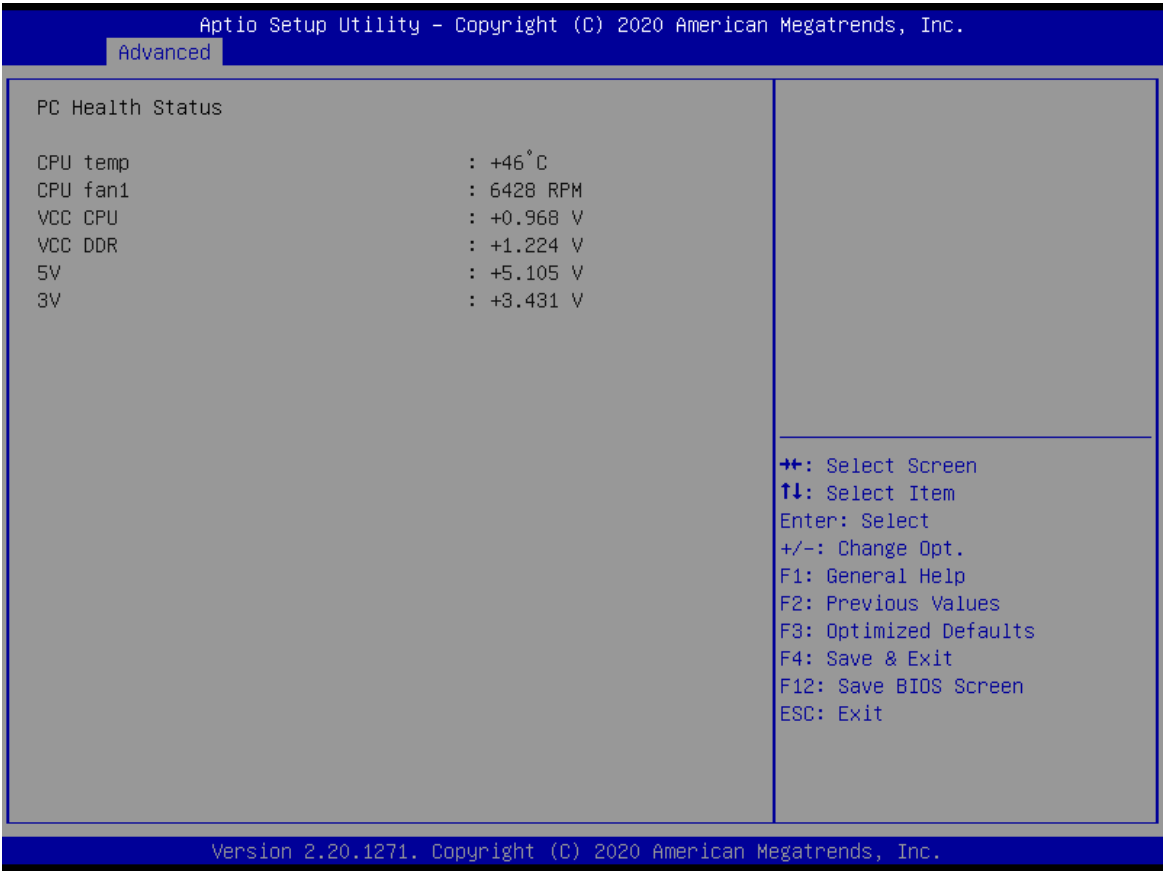 Aptio Setup Utility – Copyright (C) 2020 American Megatrends, Inc.
Advanced
PC Health Status
CPU temp : +46°C
CPU fan1 : 6428 RPM
VCC CPU : +0.968 V
VCC DDR : +1.224 V
5V : +5.105 V
3V : +3.431 V
→←: Select Screen
↑↓: Select Item
Enter: Select
+/-: Change Opt.
F1: General Help
F2: Previous Values
F3: Optimized Defaults
F4: Save & Exit
F12: Save BIOS Screen
ESC: Exit
Version 2.20.1271. Copyright (C) 2020 American Megatrends, Inc.